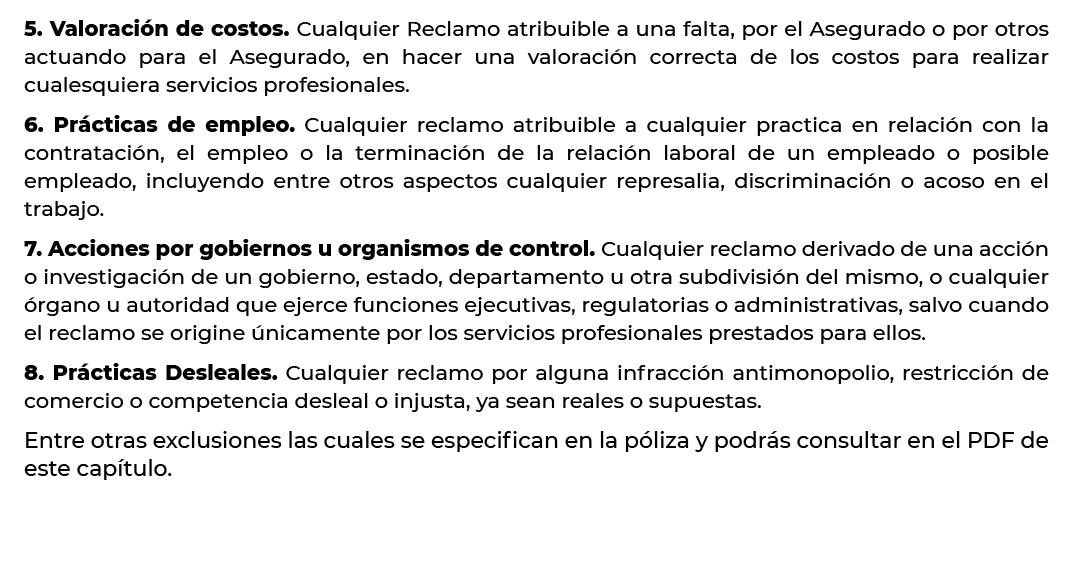 5. Valoración de costos. Cualquier Reclamo atribuible a una falta, por el Asegurado o por otros
actuando para el Asegurado, en hacer una valoración correcta de los costos para realizar
cualesquiera servicios profesionales.
6. Prácticas de empleo. Cualquier reclamo atribuible a cualquier practica en relación con la
contratación, el empleo o la terminación de la relación laboral de un empleado o posible
empleado, incluyendo entre otros aspectos cualquier represalia, discriminación o acoso en el
trabajo.
7. Acciones por gobiernos u organismos de control. Cualquier reclamo derivado de una acción
o investigación de un gobierno, estado, departamento u otra subdivisión del mismo, o cualquier
órgano u autoridad que ejerce funciones ejecutivas, regulatorias o administrativas, salvo cuando
el reclamo se origine únicamente por los servicios profesionales prestados para ellos.
8. Prácticas Desleales. Cualquier reclamo por alguna infracción antimonopolio, restricción de
comercio o competencia desleal o injusta, ya sean reales o supuestas.
Entre otras exclusiones las cuales se especifican en la póliza y podrás consultar en el PDF de
este capítulo.